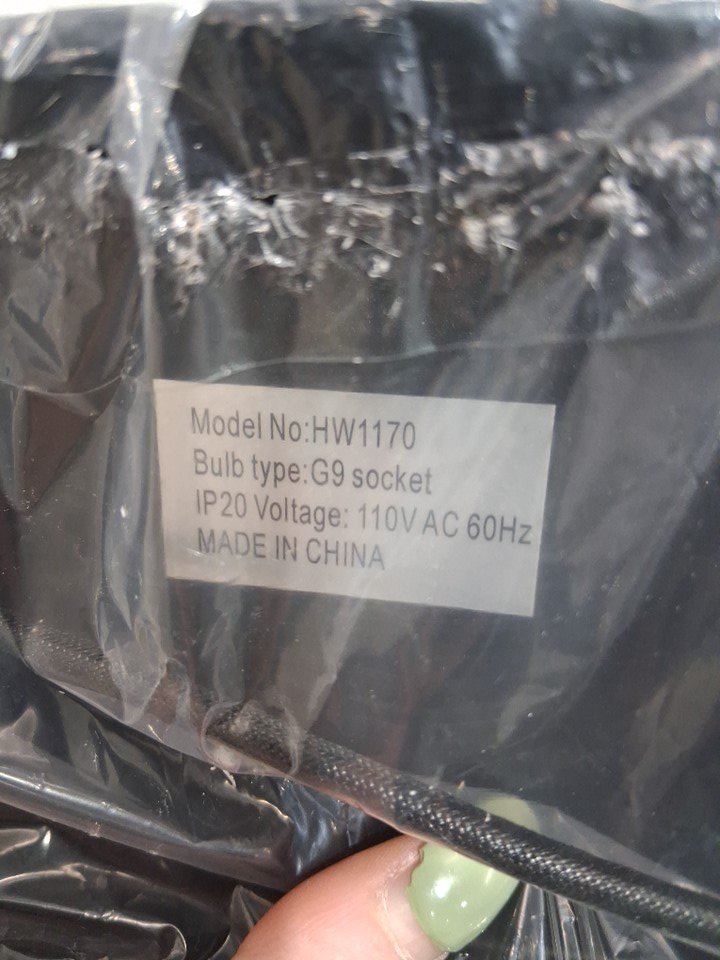 Model No:HW1170
Bulb type:G9 socket
IP20 Voltage: 110V AC 60Hz
MADE IN CHINA